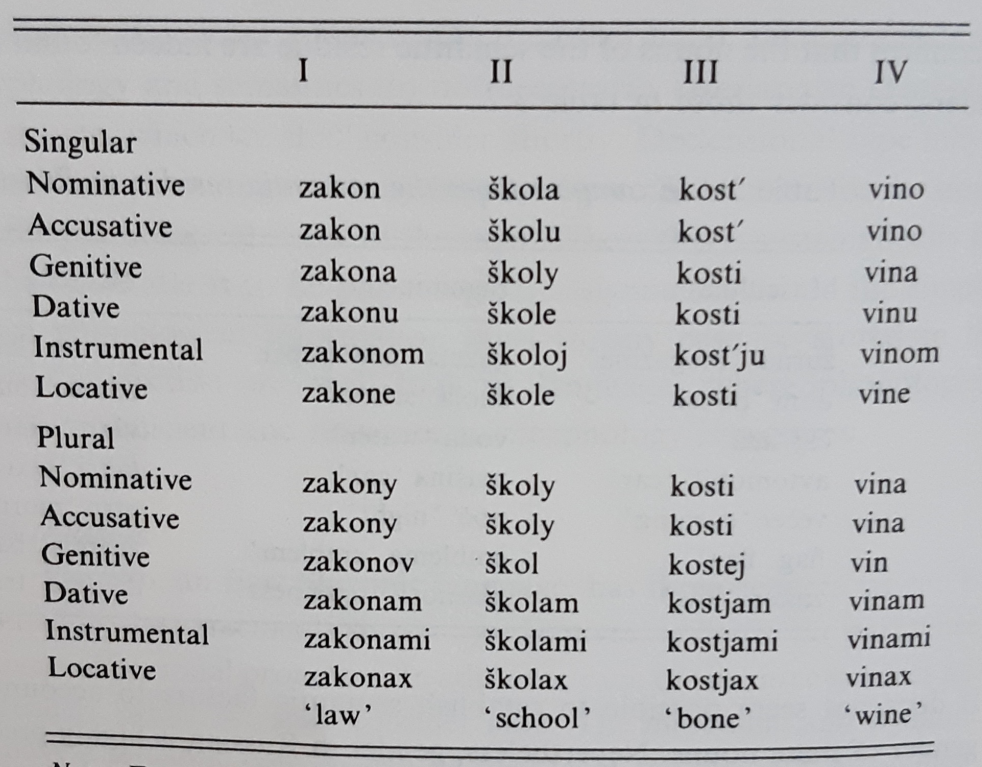 I II III IV
Singular
Nominative zakon škola kost′ vino
Accusative zakon školu kost′ vino
Genitive zakona školy kosti vina
Dative zakonu škole kosti vinu
Instrumental zakonom školoj kost′ju vinom
Locative zakone škole kosti vine
Plural
Nominative zakony školy kosti vina
Accusative zakony školy kosti vina
Genitive zakonov škol kostej vin
Dative zakonam školam kostjam vinam
Instrumental zakonami školami kostjami vinami
Locative zakonax školax kostjax vinax
‘law’ ‘school’ ‘bone’ ‘wine’